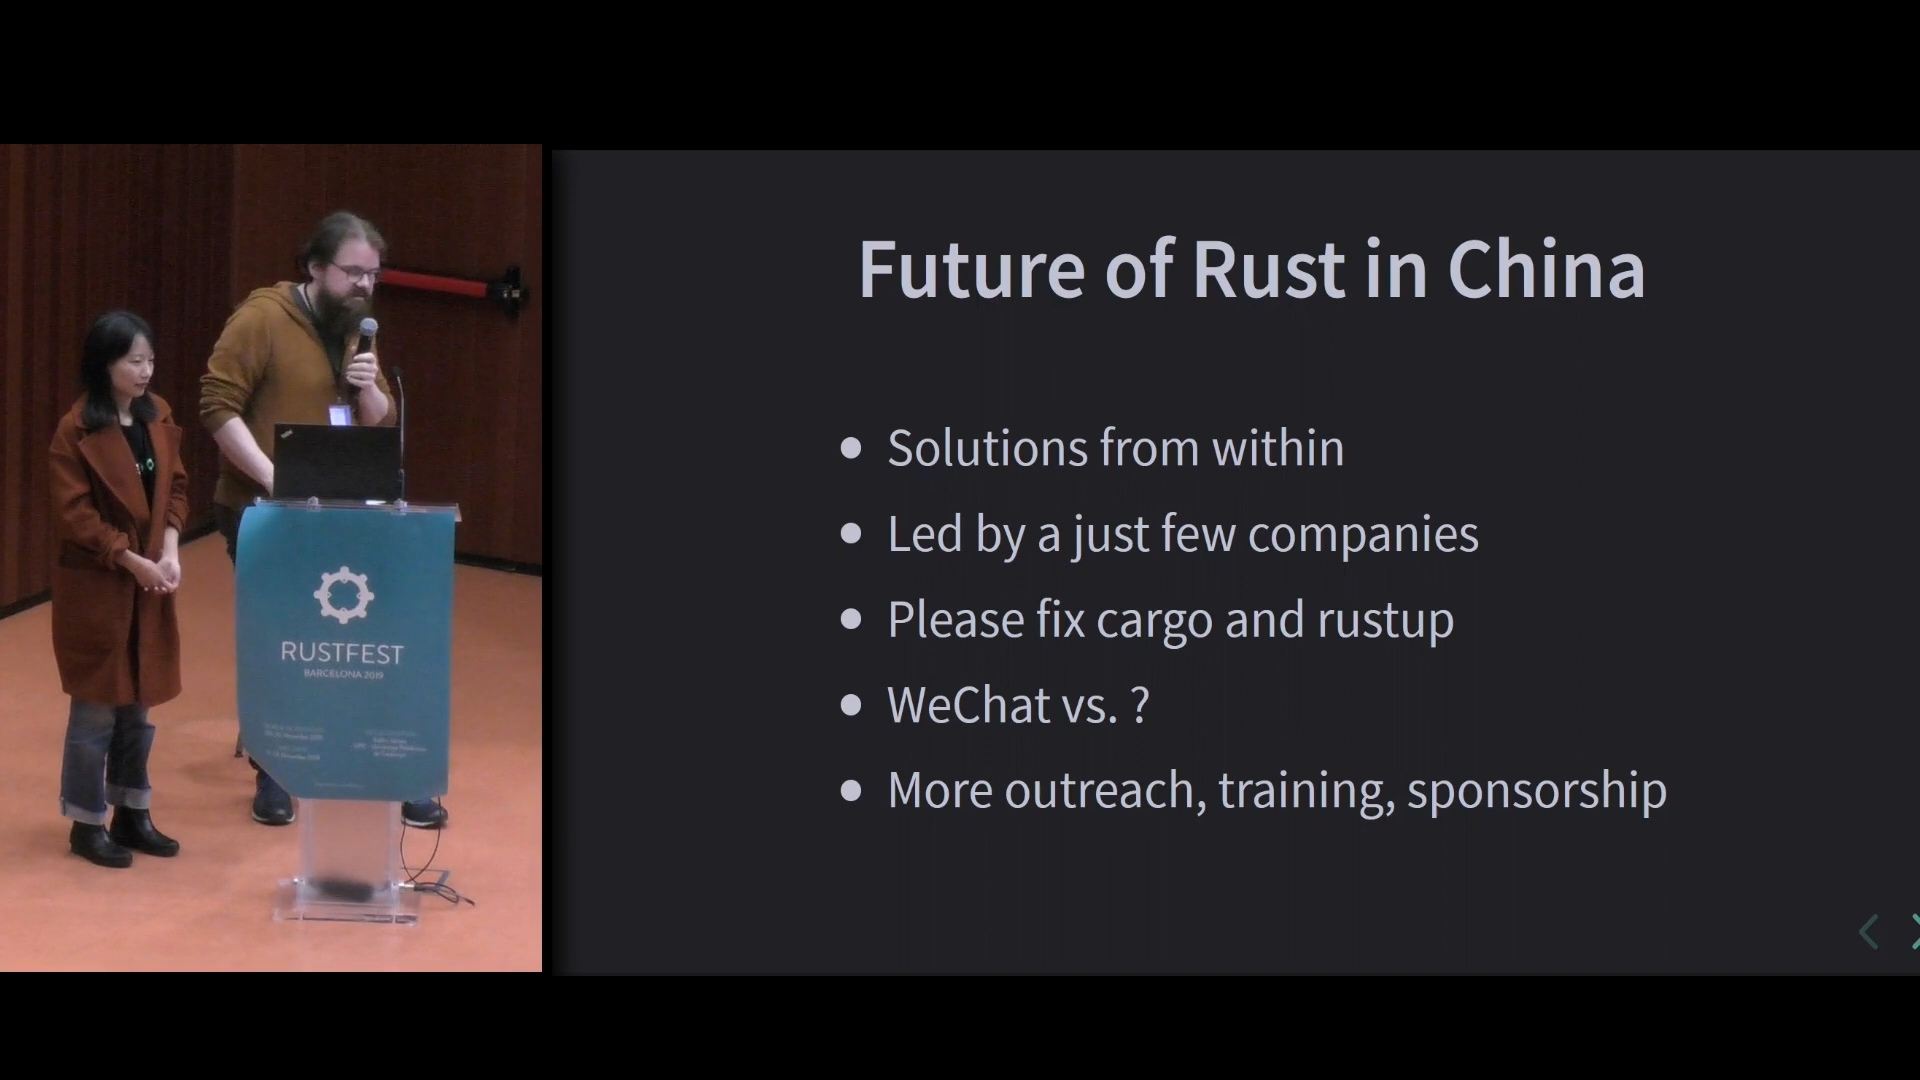 Future of Rust in China
Solutions from within
Led by a just few companies
Please fix cargo and rustup
WeChat vs. ?
More outreach, training, sponsorship
RUSTFEST
BARCELONA 2019